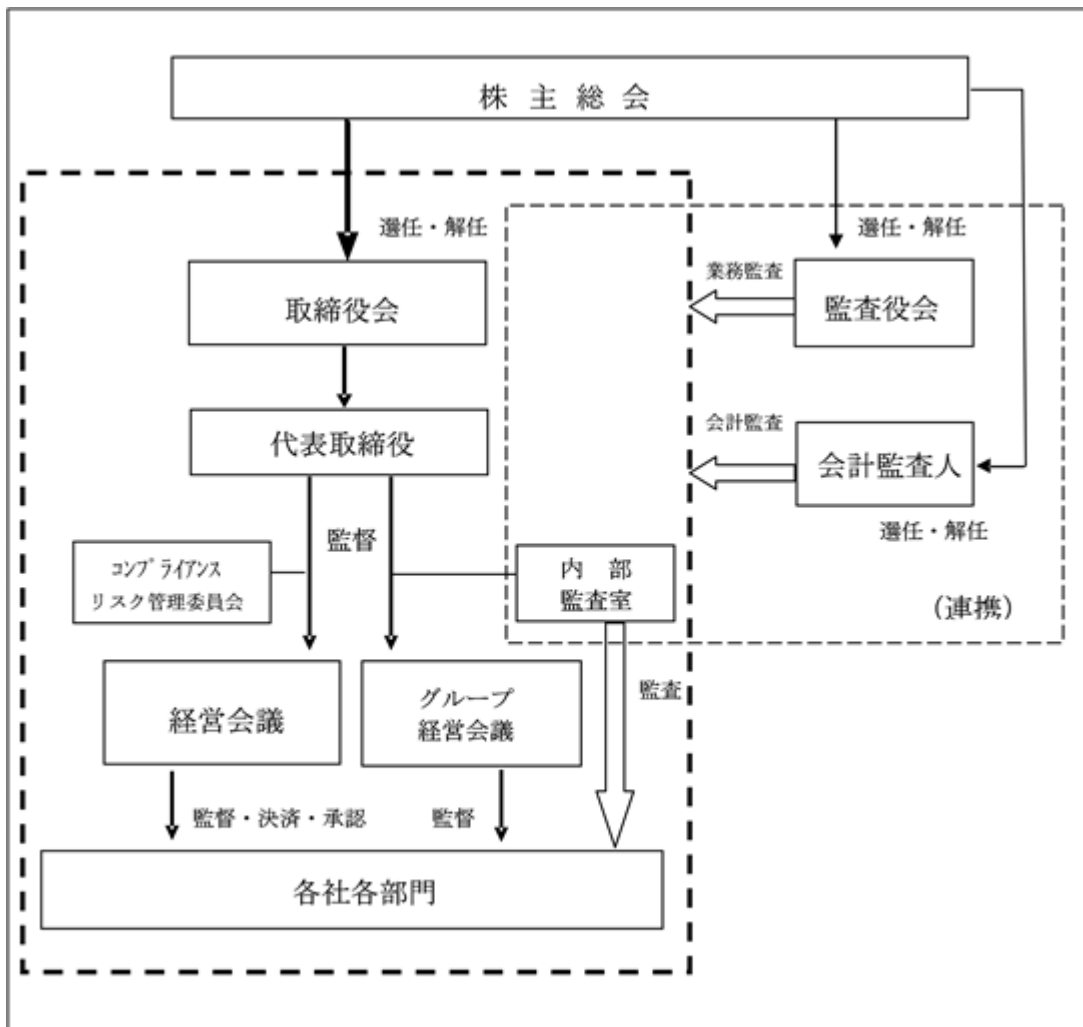 株 主 総 会
選任・解任
選任・解任
取締役会
業務監査
監査役会
代表取締役
会計監査
会計監査人
選任・解任
監督
コンプライアンス
リスク管理委員会
内 部
監査室
(連携)
経営会議
グループ
経営会議
監査
監督・決済・承認
監督
各社各部門